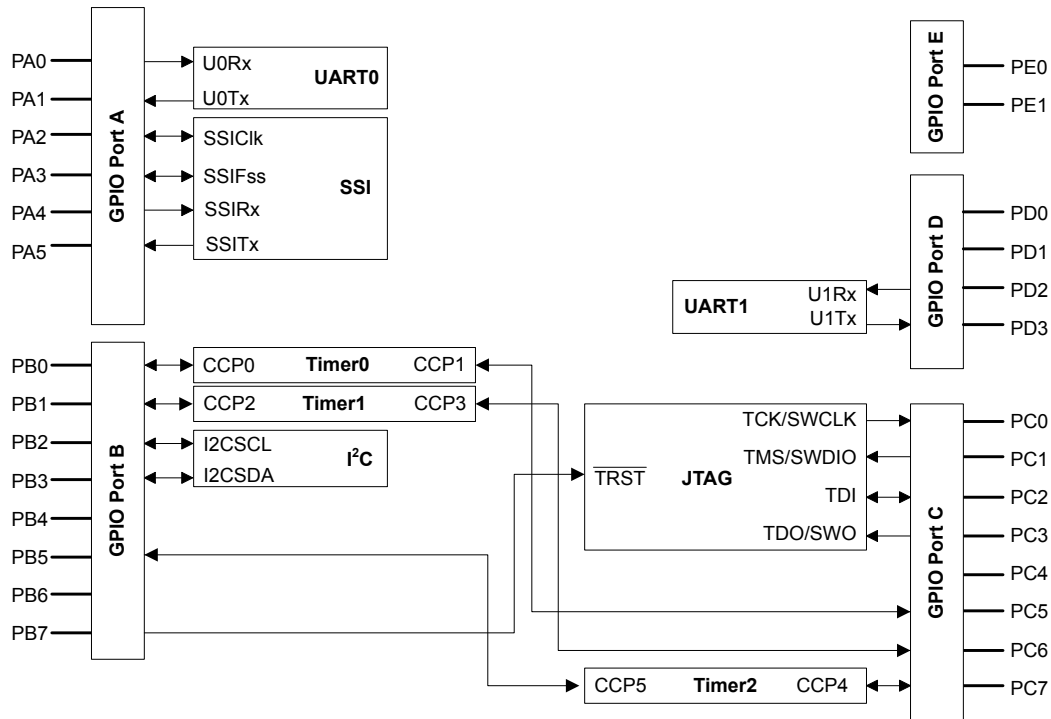 PA0
PA1
PA2
PA3
PA4
PA5
GPIO Port A
U0Rx
U0Tx
UART0
SSIClk
SSIFss
SSIRx
SSITx
SSI
GPIO Port E
PE0
PE1
GPIO Port D
PD0
PD1
PD2
PD3
UART1
U1Rx
U1Tx
PB0
PB1
PB2
PB3
PB4
PB5
PB6
PB7
GPIO Port B
CCP0 Timer0 CCP1
CCP2 Timer1 CCP3
I2CSCL
I2CSDA
I²C
TRST
JTAG
TCK/SWCLK
TMS/SWDIO
TDI
TDO/SWO
CCP5 Timer2 CCP4
GPIO Port C
PC0
PC1
PC2
PC3
PC4
PC5
PC6
PC7